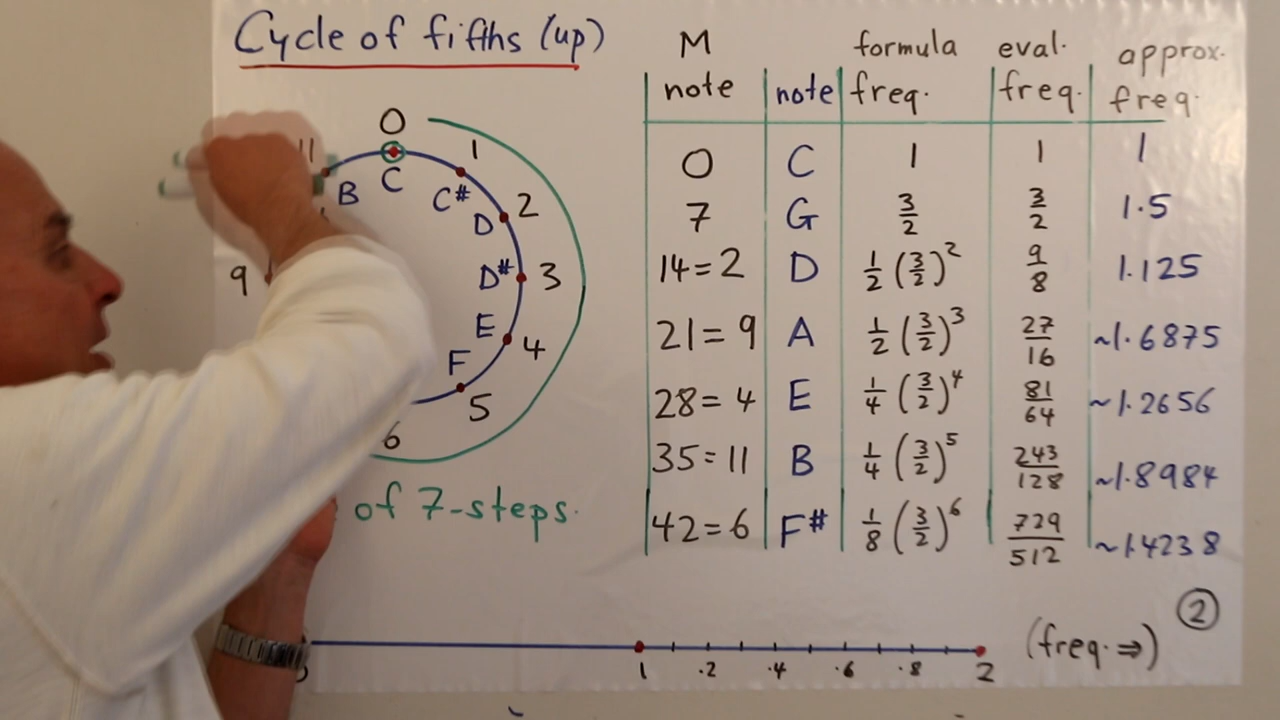 Cycle of fifths (up)
0
11
1
B
C
C#
D
2
9
D#
3
E
4
F
5
6
of 7-steps.
M note note formula freq. eval. freq. approx. freq.
0 C 1 1 1
7 G 3/2 3/2 1.5
14=2 D 1/2 (3/2)^2 9/8 1.125
21=9 A 1/2 (3/2)^3 27/16 ~1.6875
28=4 E 1/4 (3/2)^4 81/64 ~1.2656
35=11 B 1/4 (3/2)^5 243/128 ~1.8984
42=6 F# 1/8 (3/2)^6 729/512 ~1.4238
2
1 .2 .4 .6 .8 2
(freq. ⇒)